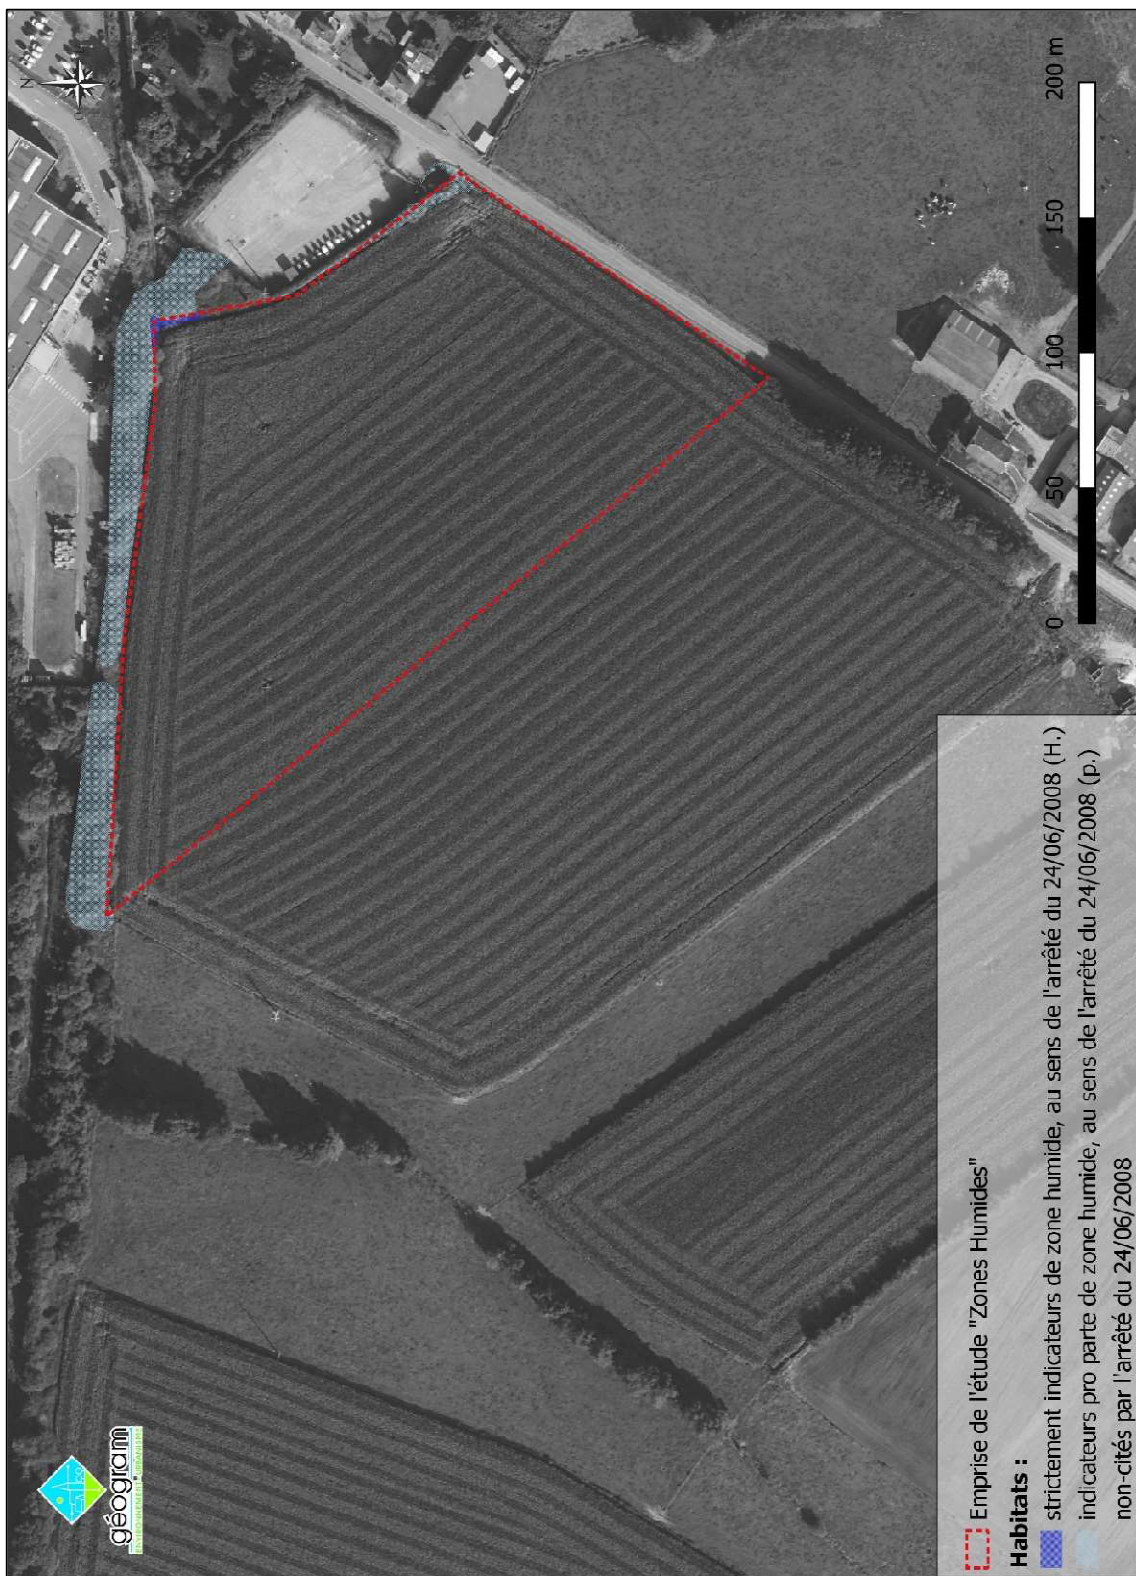 N
géogram
ENVIRONNEMENT URBANISME
Emprise de l'étude "Zones Humides"
Habitats :
strictement indicateurs de zone humide, au sens de l'arrêté du 24/06/2008 (H.)
indicateurs pro parte de zone humide, au sens de l'arrêté du 24/06/2008 (p.)
non-cités par l'arrêté du 24/06/2008
0 50 100 150 200 m